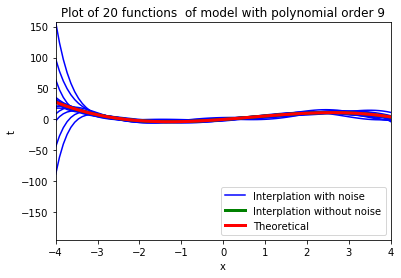 Plot of 20 functions  of model with polynomial order 9
150
100
50
0
−50
−100
−150
t
−4
−3
−2
−1
0
1
2
3
4
x
Interplation with noise
Interplation without noise
Theoretical